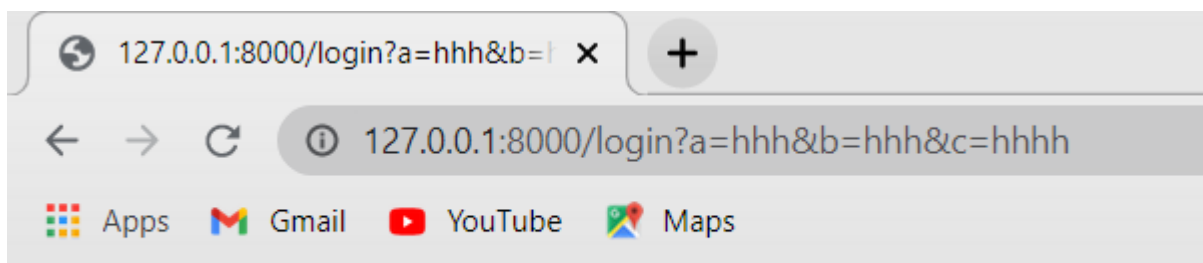 127.0.0.1:8000/login?a=hhh&b=h
127.0.0.1:8000/login?a=hhh&b=hhh&c=hhhh
Apps Gmail YouTube Maps